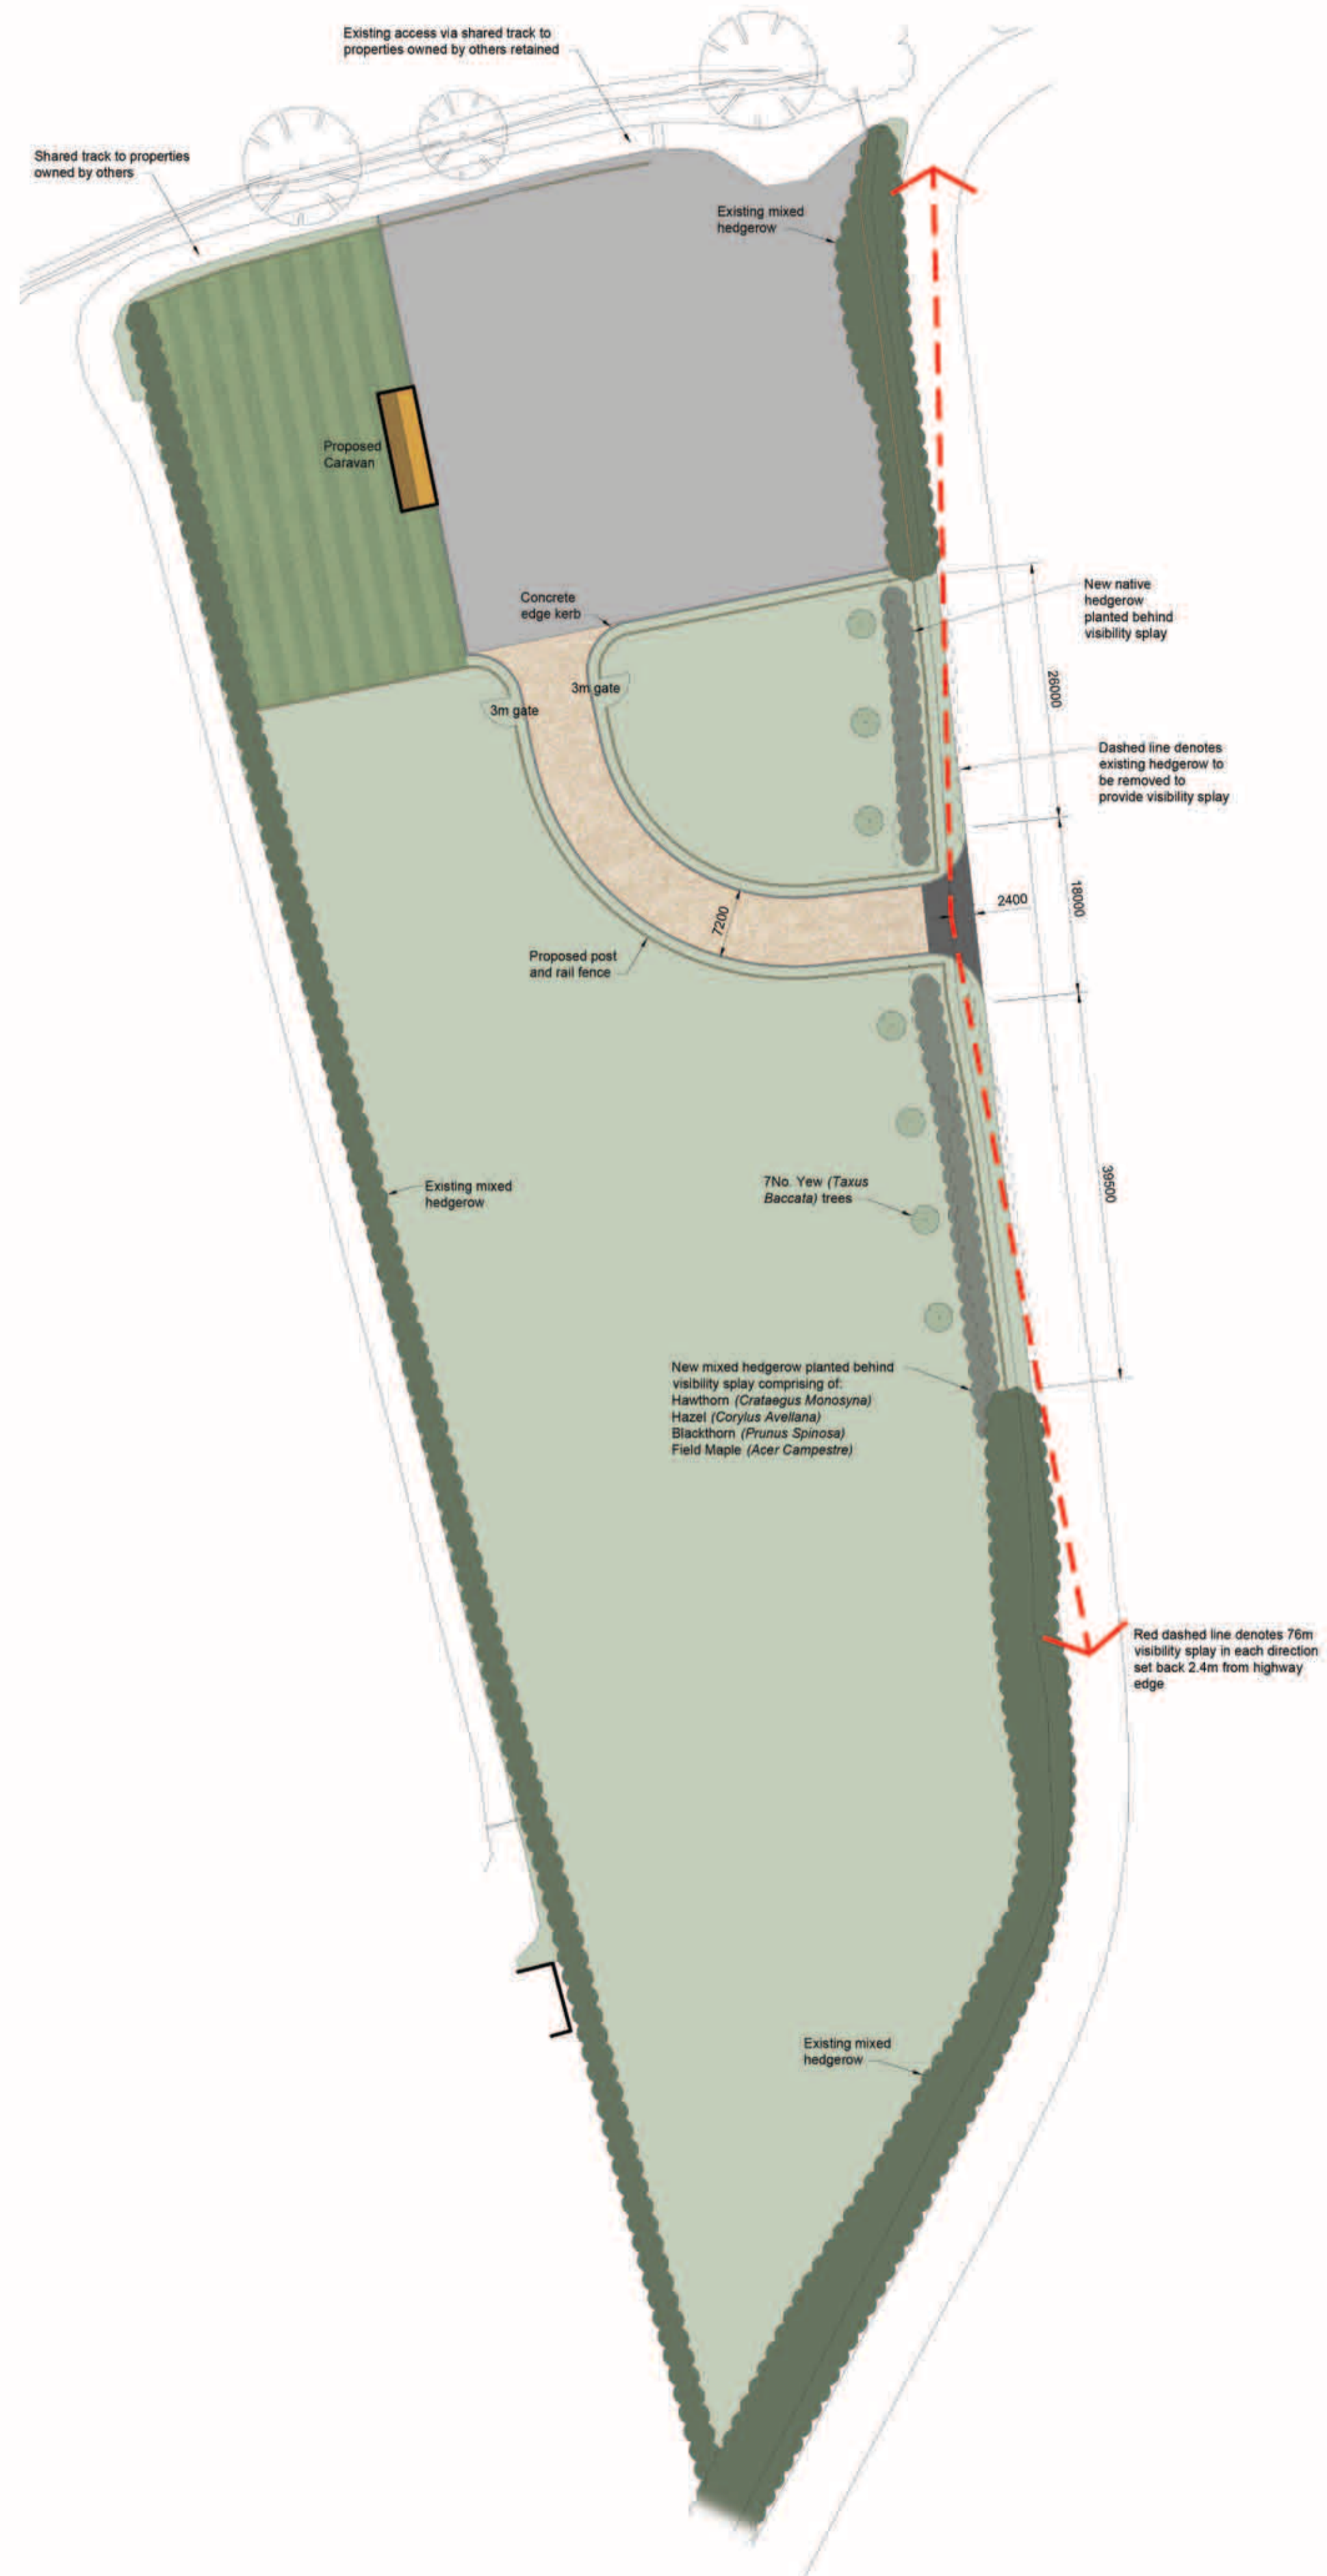 Existing access via shared track to
properties owned by others retained
Shared track to properties
owned by others
Existing mixed
hedgerow
Proposed
Caravan
Concrete
edge kerb
New native
hedgerow
planted behind
visibility splay
3m gate
3m gate
26000
Dashed line denotes
existing hedgerow to
be removed to
provide visibility splay
2400
18000
7200
Proposed post
and rail fence
Existing mixed
hedgerow
7No. Yew (Taxus
Baccata) trees
39500
New mixed hedgerow planted behind
visibility splay comprising of:
Hawthorn (Crataegus Monosyna)
Hazel (Corylus Avellana)
Blackthorn (Prunus Spinosa)
Field Maple (Acer Campestre)
Red dashed line denotes 76m
visibility splay in each direction
set back 2.4m from highway
edge
Existing mixed
hedgerow